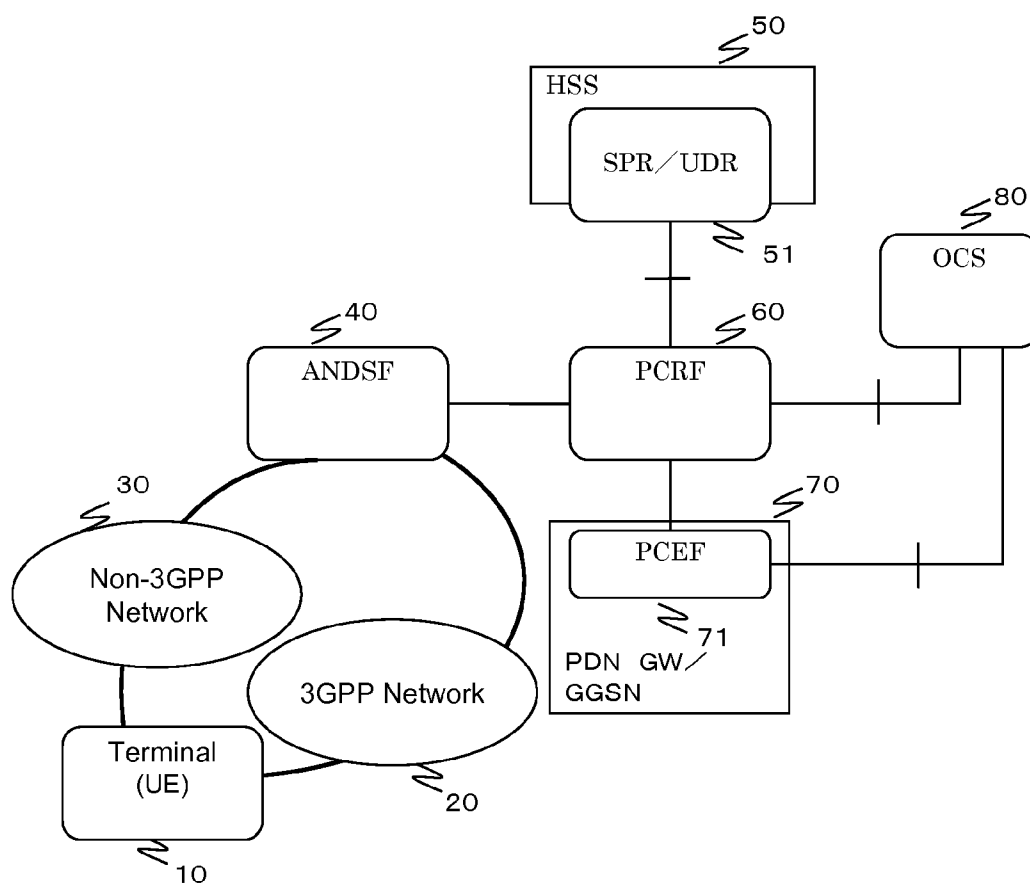 50
HSS
SPR／UDR
51
80
OCS
40
ANDSF
60
PCRF
30
Non-3GPP
Network
70
PCEF
71
PDN GW／
GGSN
3GPP Network
20
Terminal
(UE)
10